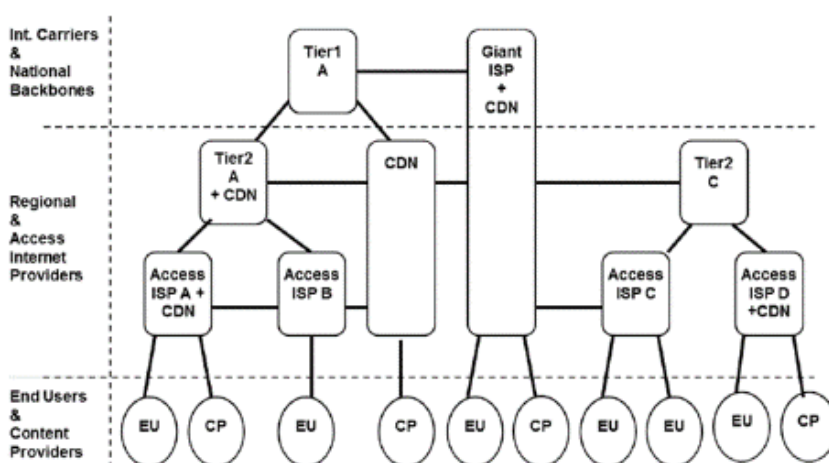 Int. Carriers
&
National
Backbones
Tier1
A
Giant
ISP
+
CDN
Regional
&
Access
Internet
Providers
Tier2
A
+ CDN
CDN
Tier2
C
Access
ISP A +
CDN
Access
ISP B
Access
ISP C
Access
ISP D
+CDN
End Users
&
Content
Providers
EU
CP
EU
CP
EU
CP
EU
EU
EU
CP